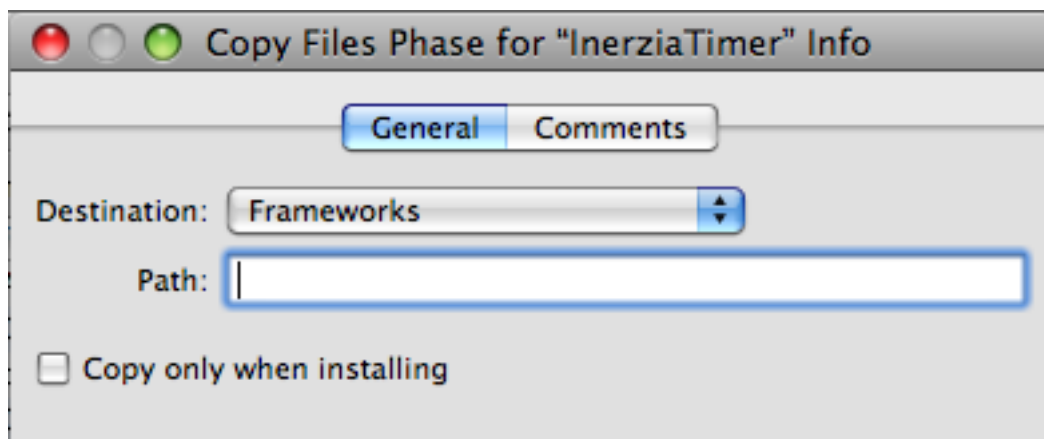 Copy Files Phase for “InerziaTimer” Info
General Comments
Destination: Frameworks
Path:
Copy only when installing